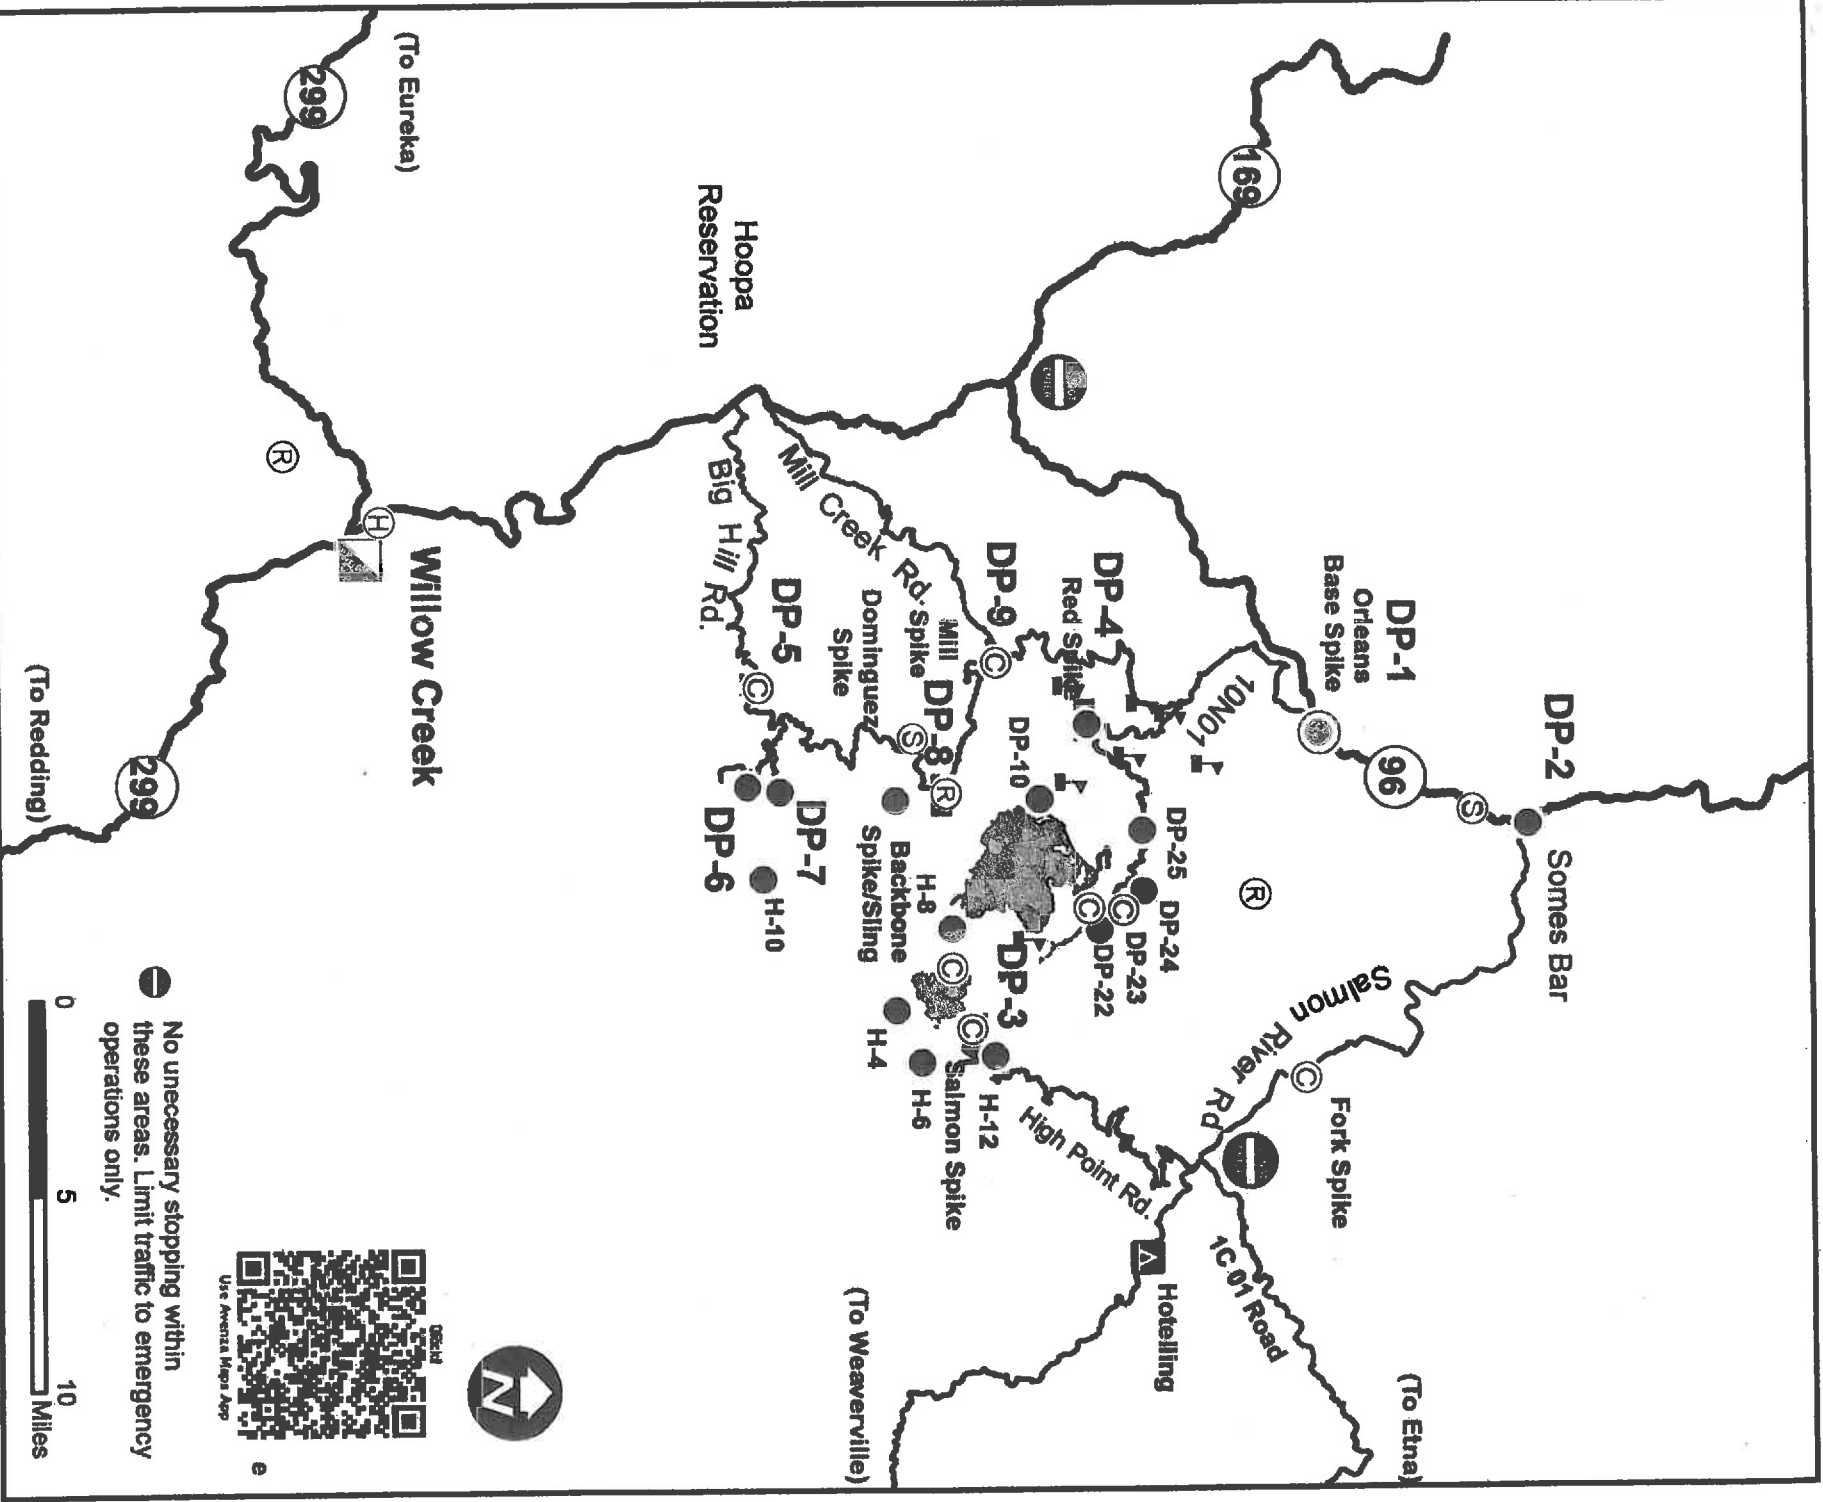 (To Eureka)
299
169
Hoopa
Reservation
DP-2
DP-1
Orleans
Base Spike
96
S
Somes Bar
10N01
DP-4
Red Spike
DP-9
C
Mill Creek Rd.
Mill
Spike
Dominguez
Spike
S
DP-8
R
Big Hill Rd.
DP-5
C
DP-7
DP-6
H-10
Backbone
Spike/Sling
H-8
C
DP-10
DP-25
DP-24
C
DP-23
C
DP-22
R
DP-3
H-4
H-6
C
Salmon Spike
H-12
Salmon River Rd
C
Fork Spike
High Point Rd.
Hotelling
1C 01 Road
(To Etna)
(To Weaverville)
R
H
Willow Creek
299
(To Redding)
N
Use Avenza Maps App
e
No unecessary stopping within
these areas. Limit traffic to emergency
operations only.
0 5 10
Miles